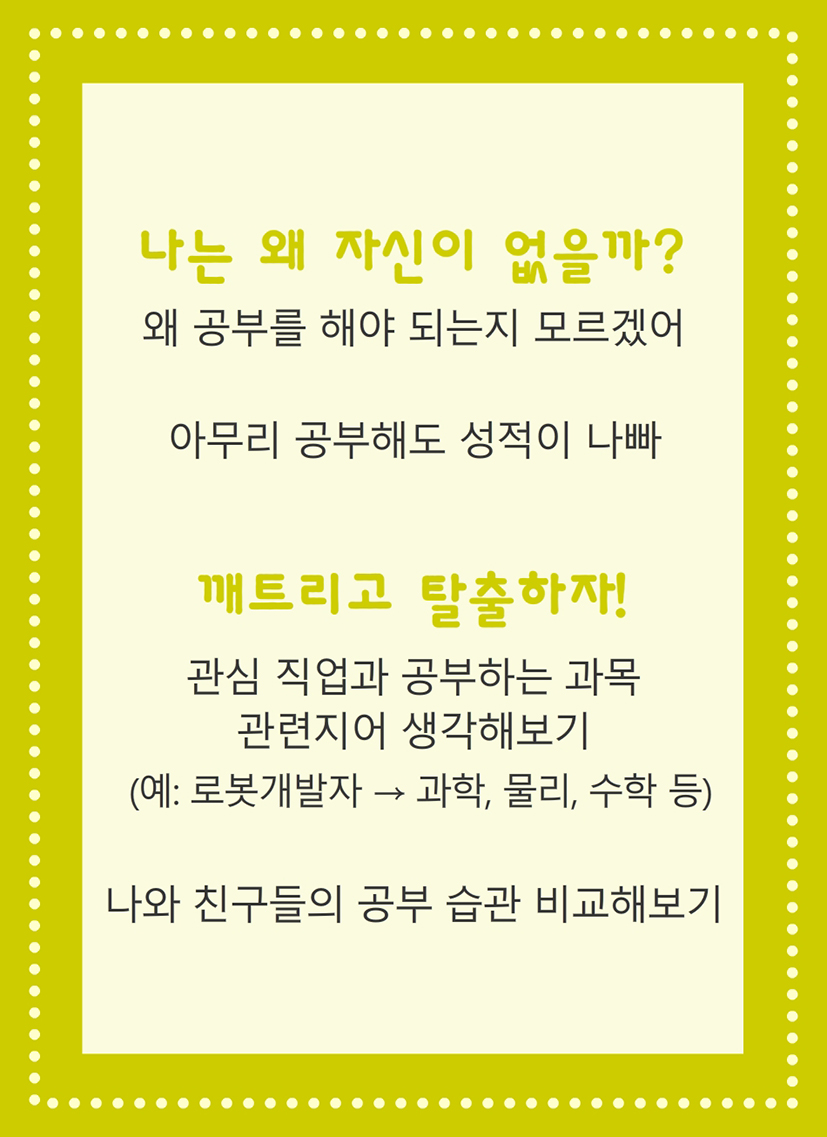 나는 왜 자신이 없을까?
왜 공부를 해야 되는지 모르겠어
아무리 공부해도 성적이 나빠
깨트리고 탈출하자!
관심 직업과 공부하는 과목
관련지어 생각해보기
(예: 로봇개발자 → 과학, 물리, 수학 등)
나와 친구들의 공부 습관 비교해보기